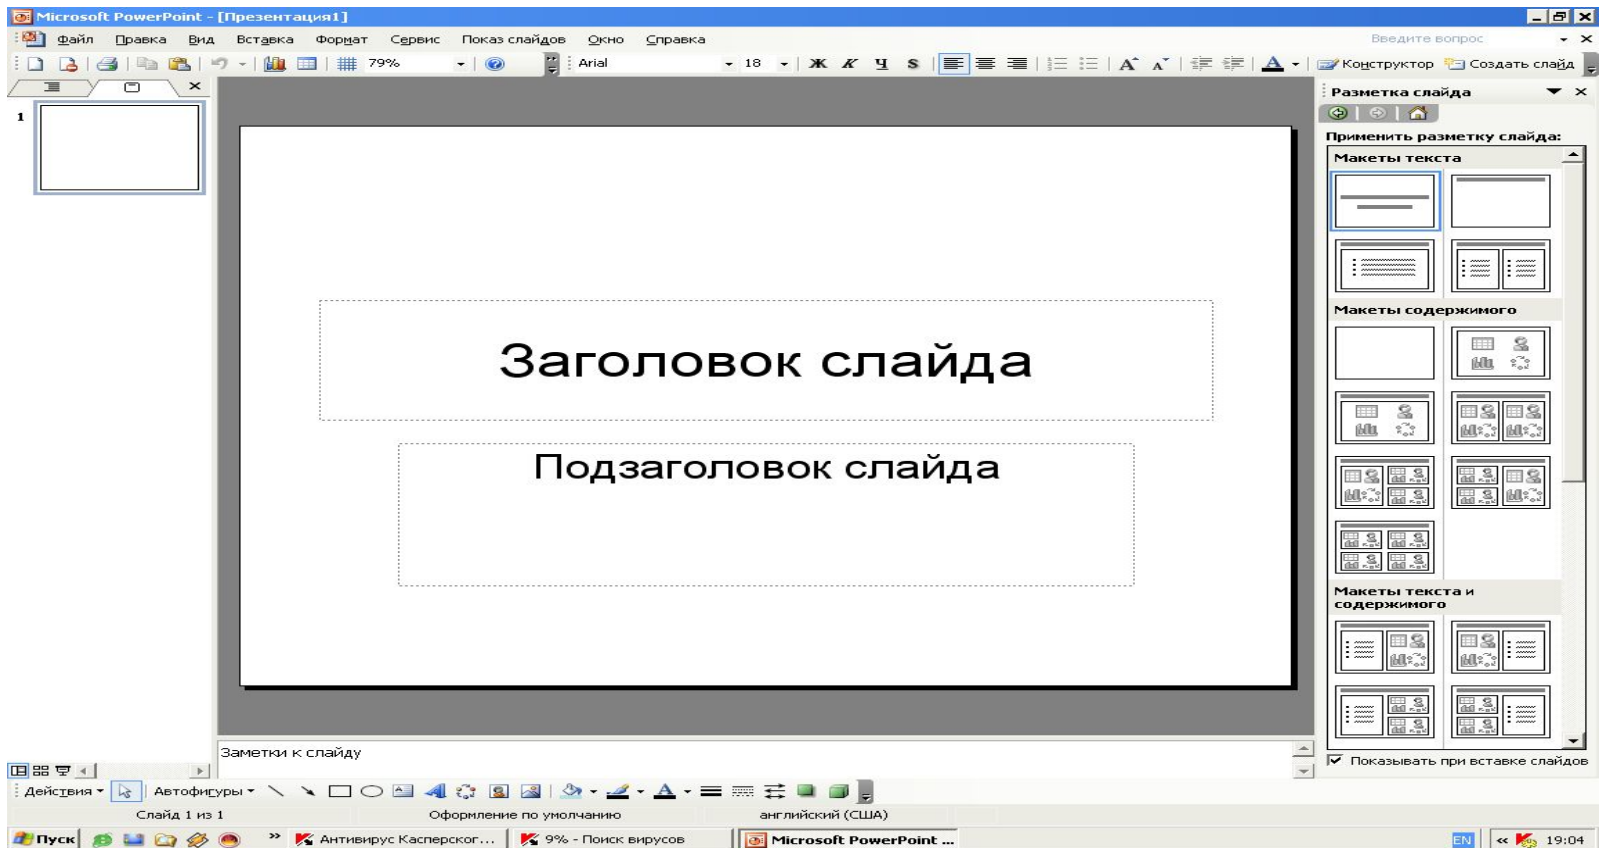 Microsoft PowerPoint - [Презентация1]
Файл Правка Вид Вставка Формат Сервис Показ слайдов Окно Справка Введите вопрос
79% Arial 18 Ж К Ч S A A A Конструктор Создать слайд
Разметка слайда
1
Применить разметку слайда:
Макеты текста
Макеты содержимого
Заголовок слайда
Подзаголовок слайда
Макеты текста и
содержимого
Заметки к слайду
Показывать при вставке слайдов
Действия Автофигуры
Слайд 1 из 1 Оформление по умолчанию английский (США)
Пуск » Антивирус Касперског... 9% - Поиск вирусов Microsoft PowerPoint ... EN « 19:04